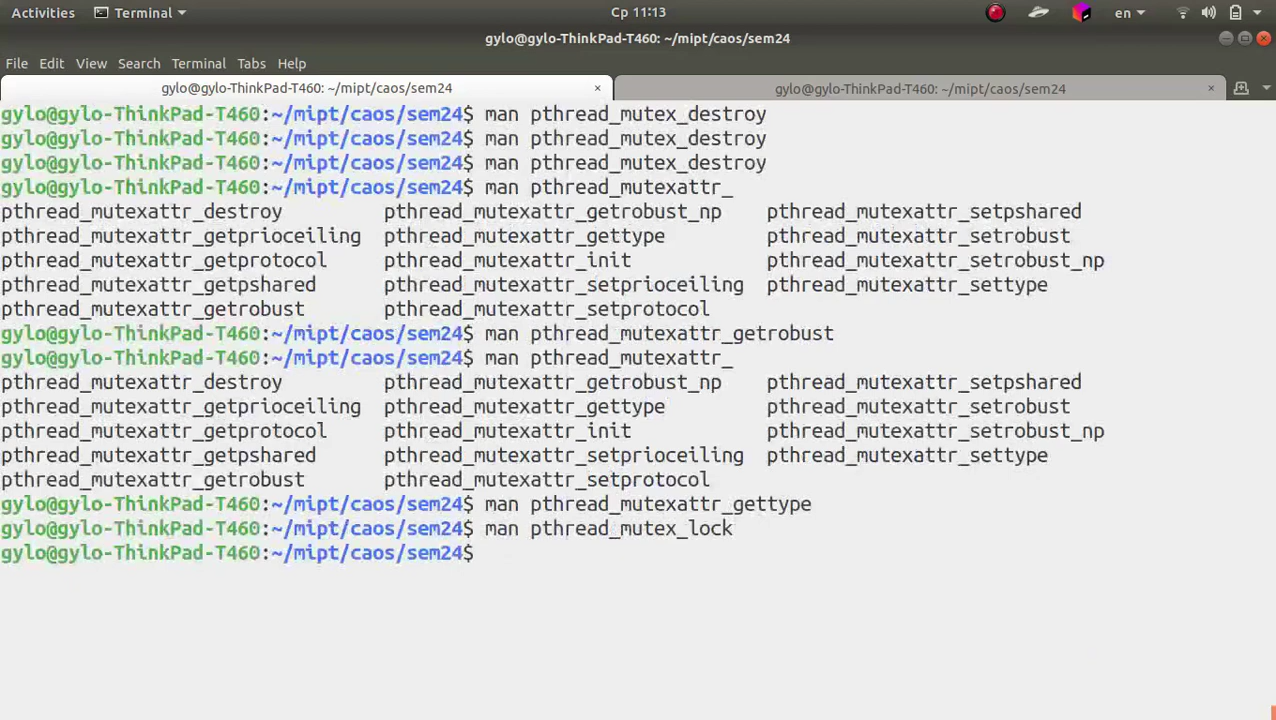 Activities Terminal Ср 11:13 en
gylo@gylo-ThinkPad-T460: ~/mipt/caos/sem24
File Edit View Search Terminal Tabs Help
gylo@gylo-ThinkPad-T460: ~/mipt/caos/sem24 × gylo@gylo-ThinkPad-T460: ~/mipt/caos/sem24 ×
gylo@gylo-ThinkPad-T460:~/mipt/caos/sem24$ man pthread_mutex_destroy
gylo@gylo-ThinkPad-T460:~/mipt/caos/sem24$ man pthread_mutex_destroy
gylo@gylo-ThinkPad-T460:~/mipt/caos/sem24$ man pthread_mutex_destroy
gylo@gylo-ThinkPad-T460:~/mipt/caos/sem24$ man pthread_mutexattr_
pthread_mutexattr_destroy pthread_mutexattr_getrobust_np pthread_mutexattr_setpshared
pthread_mutexattr_getprioceiling pthread_mutexattr_gettype pthread_mutexattr_setrobust
pthread_mutexattr_getprotocol pthread_mutexattr_init pthread_mutexattr_setrobust_np
pthread_mutexattr_getpshared pthread_mutexattr_setprioceiling pthread_mutexattr_settype
pthread_mutexattr_getrobust pthread_mutexattr_setprotocol
gylo@gylo-ThinkPad-T460:~/mipt/caos/sem24$ man pthread_mutexattr_getrobust
gylo@gylo-ThinkPad-T460:~/mipt/caos/sem24$ man pthread_mutexattr_
pthread_mutexattr_destroy pthread_mutexattr_getrobust_np pthread_mutexattr_setpshared
pthread_mutexattr_getprioceiling pthread_mutexattr_gettype pthread_mutexattr_setrobust
pthread_mutexattr_getprotocol pthread_mutexattr_init pthread_mutexattr_setrobust_np
pthread_mutexattr_getpshared pthread_mutexattr_setprioceiling pthread_mutexattr_settype
pthread_mutexattr_getrobust pthread_mutexattr_setprotocol
gylo@gylo-ThinkPad-T460:~/mipt/caos/sem24$ man pthread_mutexattr_gettype
gylo@gylo-ThinkPad-T460:~/mipt/caos/sem24$ man pthread_mutex_lock
gylo@gylo-ThinkPad-T460:~/mipt/caos/sem24$